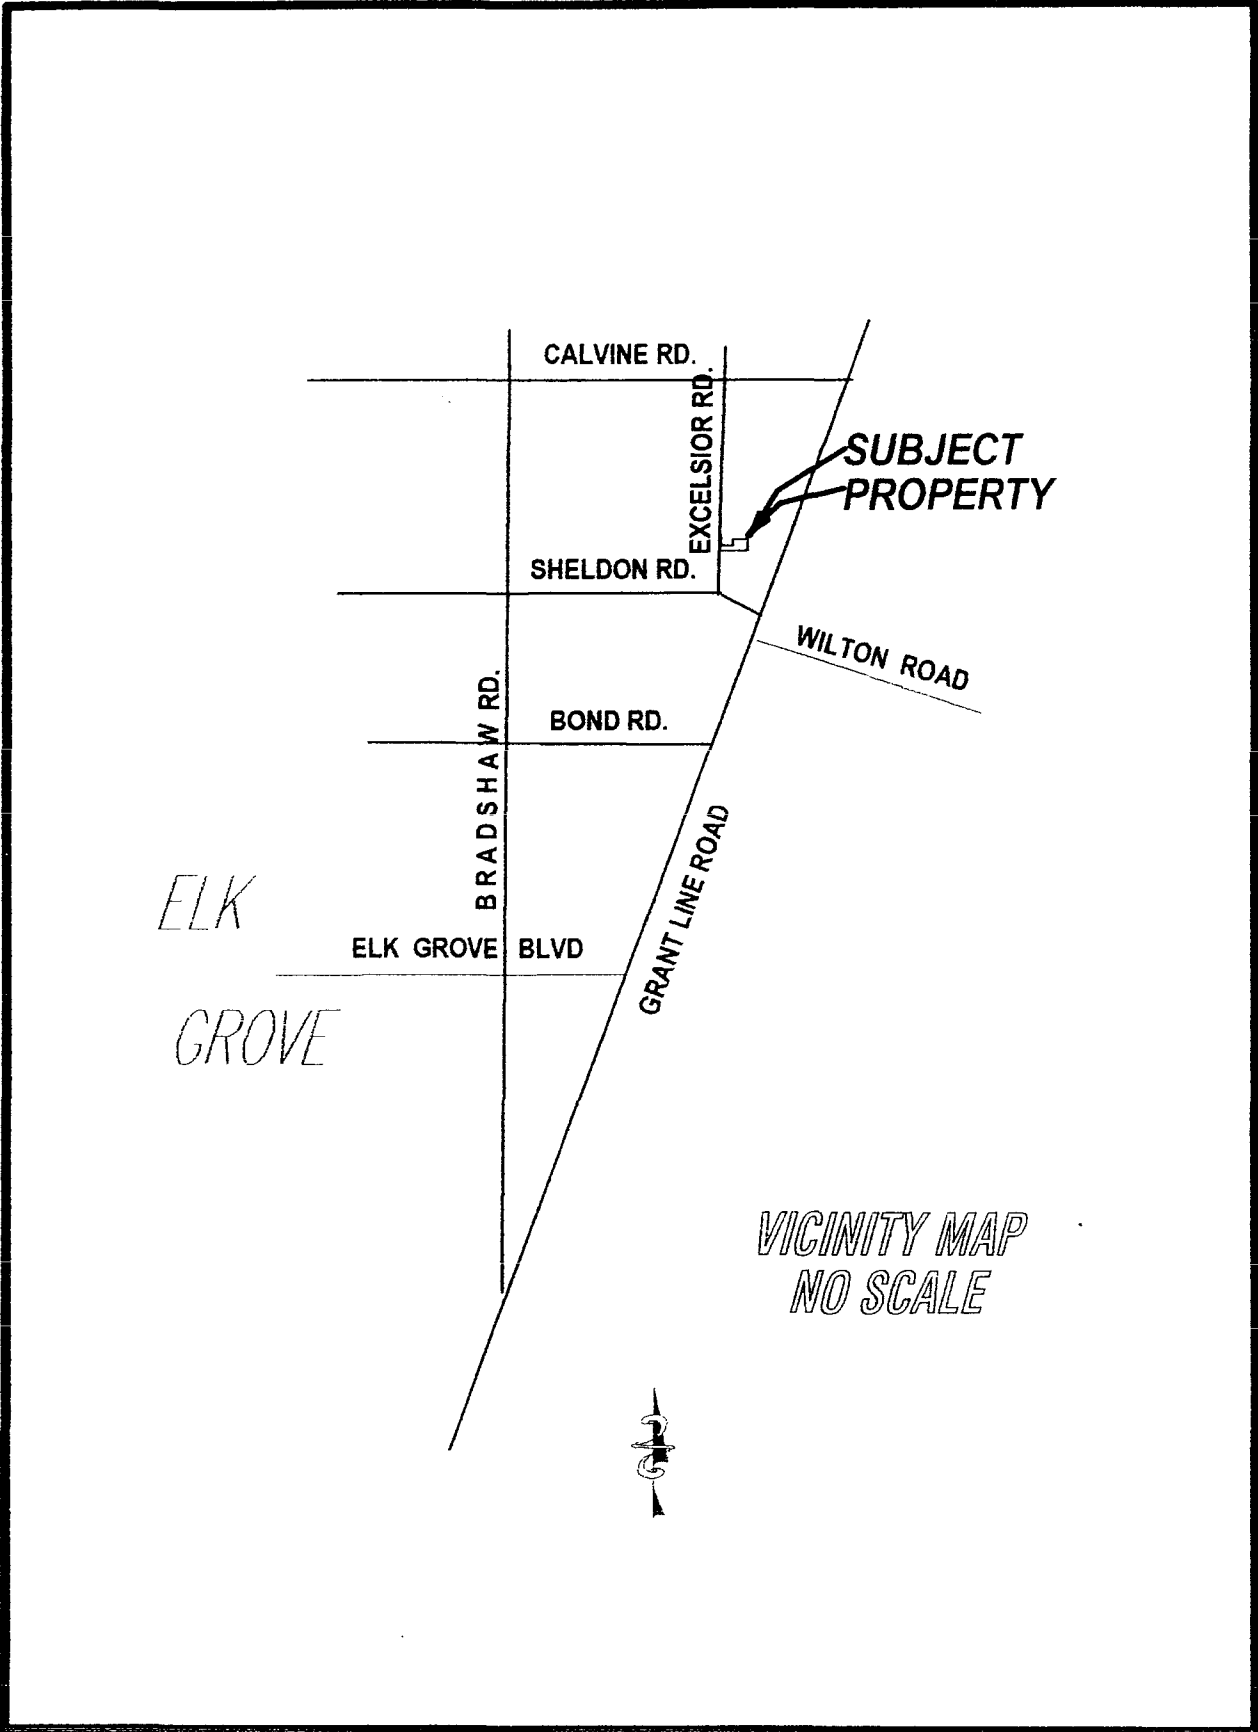 CALVINE RD.
EXCELSIOR RD.
SUBJECT
PROPERTY
SHELDON RD.
WILTON ROAD
BRADSHAW RD.
BOND RD.
GRANT LINE ROAD
ELK
ELK GROVE BLVD
GROVE
VICINITY MAP
NO SCALE